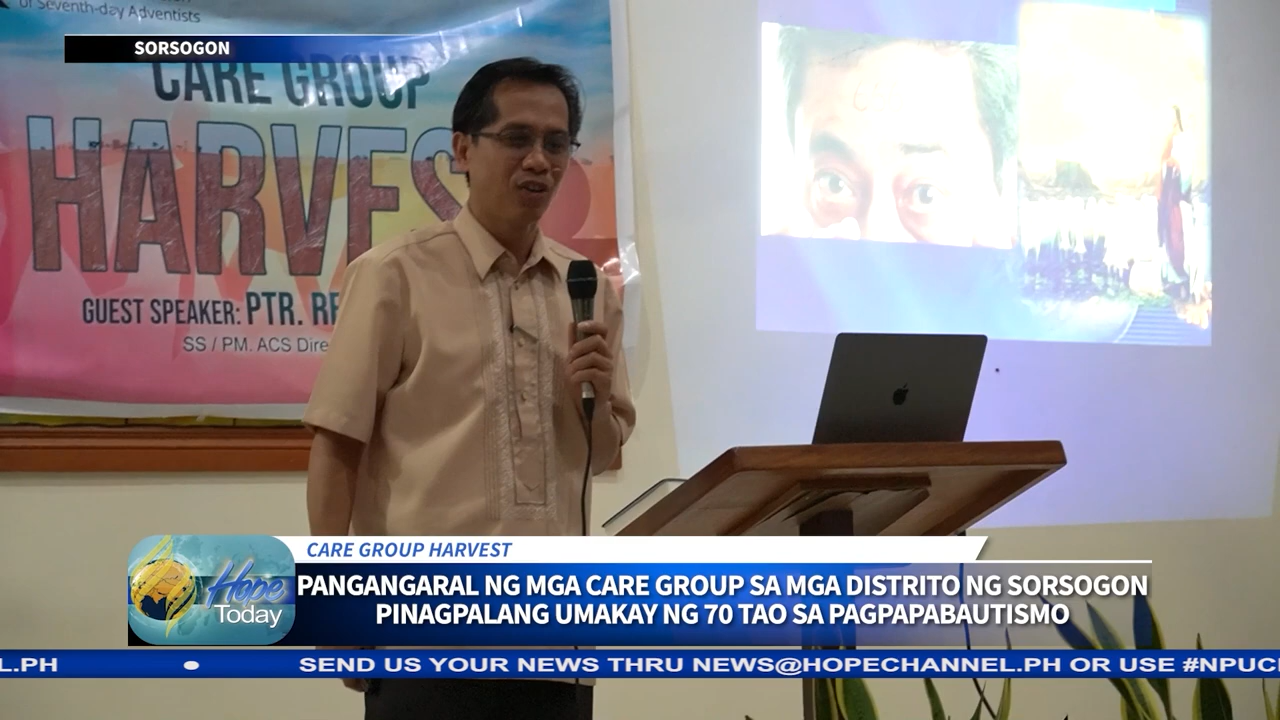 of Seventh-day Adventists
SORSOGON
CARE GROUP
HARVES
GUEST SPEAKER: PTR.
SS / PM. ACS
CARE GROUP HARVEST
Hope
Today
PANGANGARAL NG MGA CARE GROUP SA MGA DISTRITO NG SORSOGON
PINAGPALANG UMAKAY NG 70 TAO SA PAGPAPABAUTISMO
L.PH • SEND US YOUR NEWS THRU NEWS@HOPECHANNEL.PH OR USE #NPUC